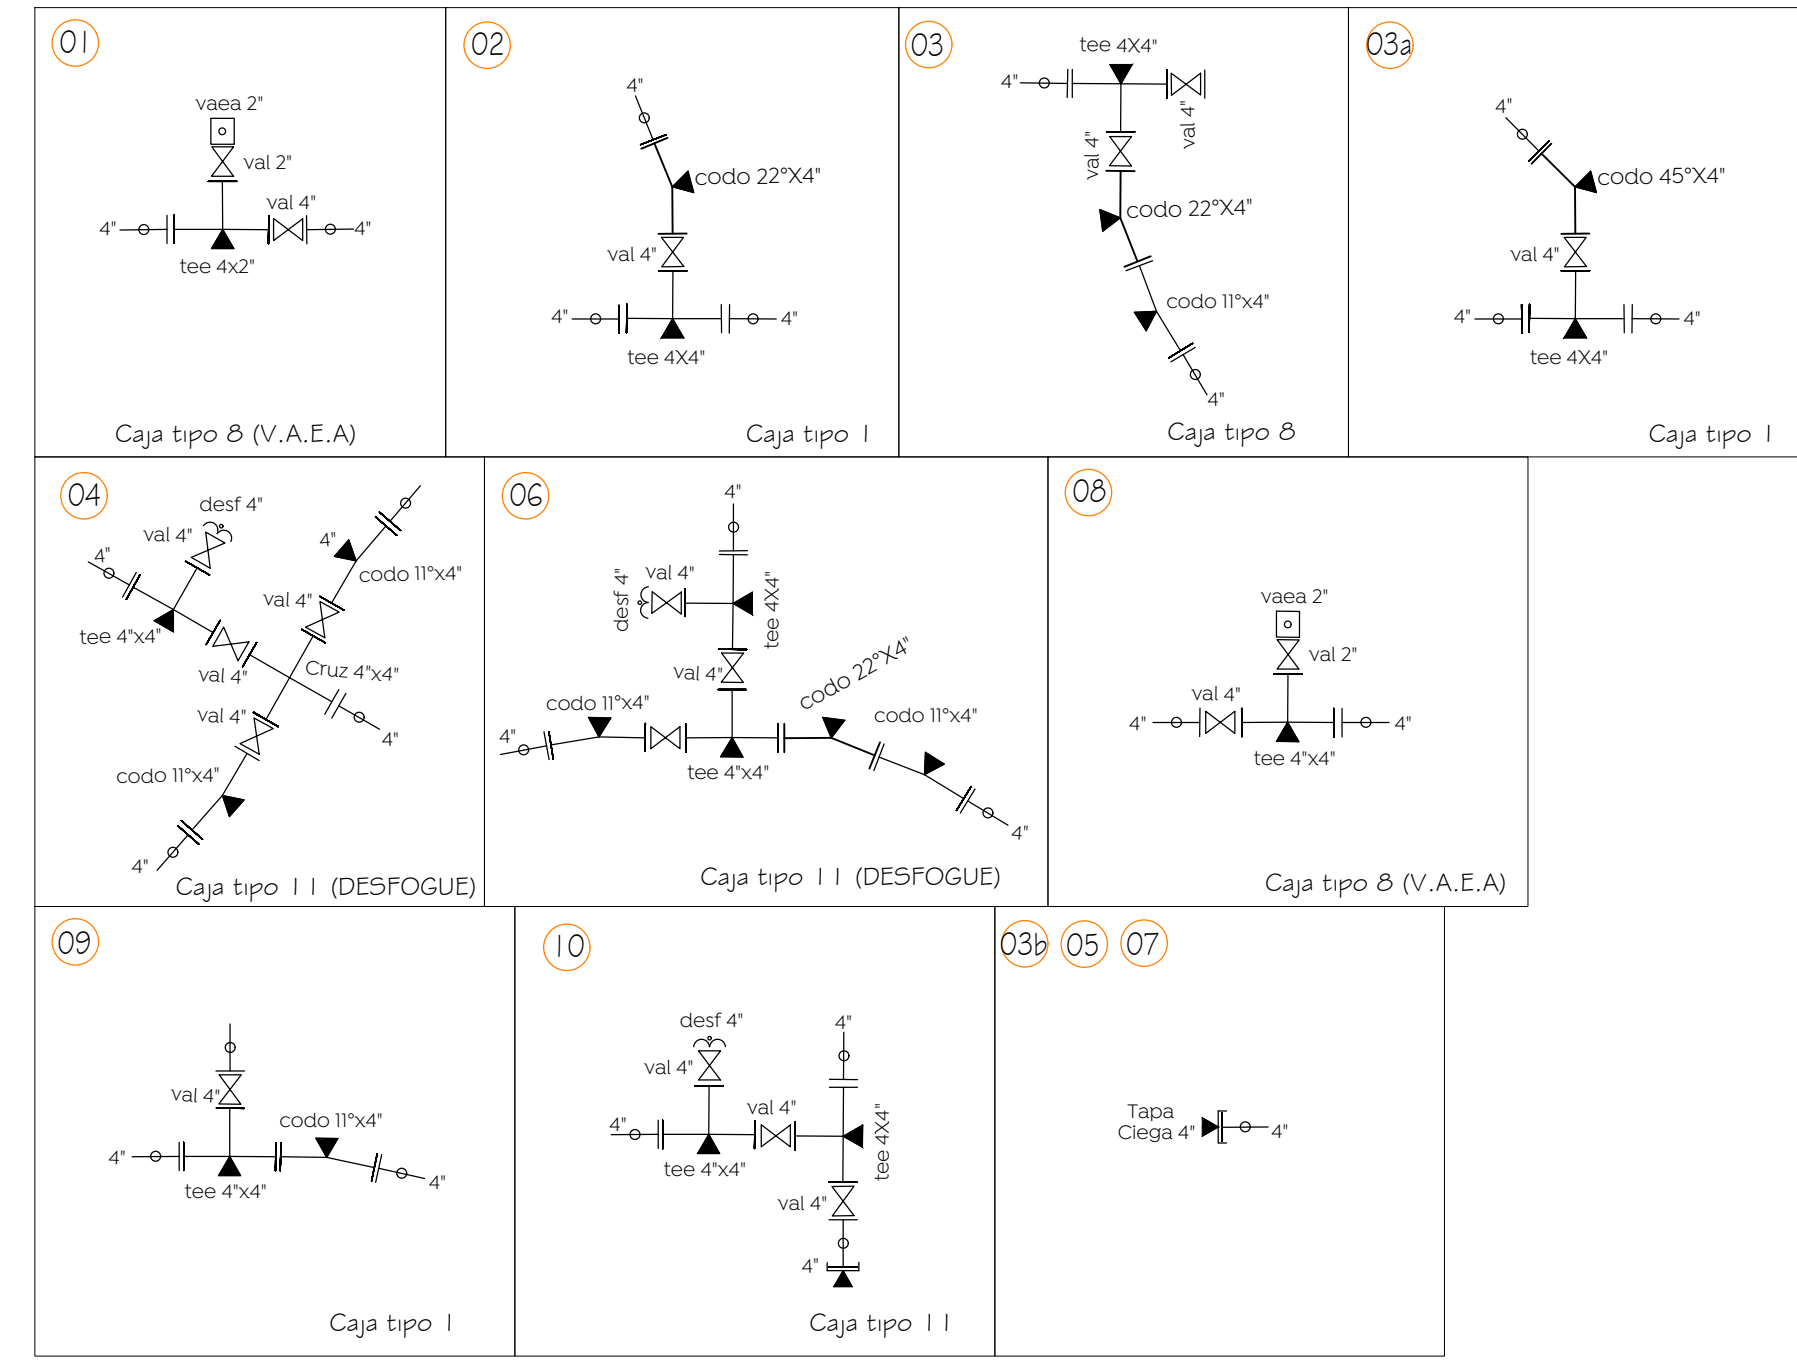 01
vaea 2"
val 2"
val 4"
4"
4"
tee 4x2"
Caja tipo 8 (V.A.E.A)
02
4"
codo 22°X4"
val 4"
4"
4"
tee 4X4"
Caja tipo 1
03
tee 4X4"
4"
val 4"
val 4"
codo 22°X4"
codo 11°x4"
4"
Caja tipo 8
03a
4"
codo 45°X4"
val 4"
4"
4"
tee 4X4"
Caja tipo 1
04
desf 4"
val 4"
4"
4"
codo 11°x4"
val 4"
tee 4"x4"
val 4"
Cruz 4"x4"
val 4"
4"
codo 11°x4"
4"
Caja tipo 11 (DESFOGUE)
06
4"
desf 4"
val 4"
tee 4X4"
val 4"
codo 22°X4"
codo 11°x4"
codo 11°x4"
4"
tee 4"x4"
4"
Caja tipo 11 (DESFOGUE)
08
vaea 2"
val 2"
val 4"
4"
4"
tee 4"x4"
Caja tipo 8 (V.A.E.A)
09
val 4"
codo 11°x4"
4"
4"
tee 4"x4"
Caja tipo 1
10
desf 4"
4"
val 4"
val 4"
4"
tee 4X4"
tee 4"x4"
val 4"
4"
Caja tipo 11
03b
05
07
Tapa
Ciega 4"
4"